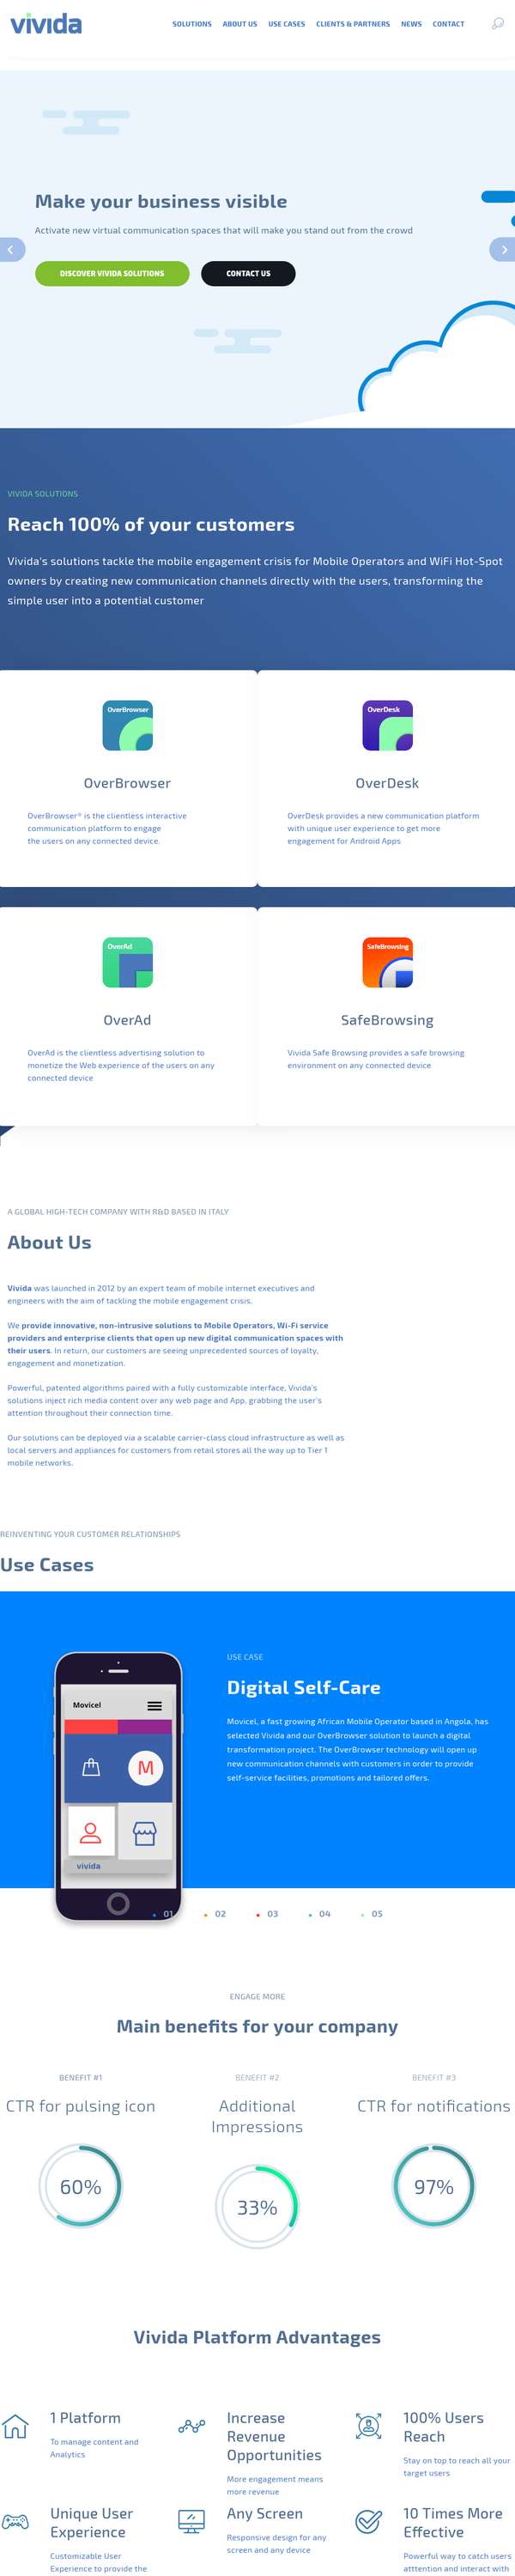 vivida
SOLUTIONS ABOUT US USE CASES CLIENTS & PARTNERS NEWS CONTACT
Make your business visible
Activate new virtual communication spaces that will make you stand out from the crowd
DISCOVER VIVIDA SOLUTIONS
CONTACT US
VIVIDA SOLUTIONS
Reach 100% of your customers
Vivida's solutions tackle the mobile engagement crisis for Mobile Operators and WiFi Hot-Spot
owners by creating new communication channels directly with the users, transforming the
simple user into a potential customer
OverBrowser
OverBrowser
OverBrowser® is the clientless interactive
communication platform to engage
the users on any connected device.
OverDesk
OverDesk
OverDesk provides a new communication platform
with unique user experience to get more
engagement for Android Apps
OverAd
OverAd
OverAd is the clientless advertising solution to
monetize the Web experience of the users on any
connected device
SafeBrowsing
SafeBrowsing
Vivida Safe Browsing provides a safe browsing
environment on any connected device
A GLOBAL HIGH-TECH COMPANY WITH R&D BASED IN ITALY
About Us
Vivida was launched in 2012 by an expert team of mobile internet executives and
engineers with the aim of tackling the mobile engagement crisis.
We provide innovative, non-intrusive solutions to Mobile Operators, Wi-Fi service
providers and enterprise clients that open up new digital communication spaces with
their users. In return, our customers are seeing unprecedented sources of loyalty,
engagement and monetization.
Powerful, patented algorithms paired with a fully customizable interface, Vivida's
solutions inject rich media content over any web page and App, grabbing the user's
attention throughout their connection time.
Our solutions can be deployed via a scalable carrier-class cloud infrastructure as well as
local servers and appliances for customers from retail stores all the way up to Tier 1
mobile networks.
REINVENTING YOUR CUSTOMER RELATIONSHIPS
Use Cases
Movicel
M
vivida
USE CASE
Digital Self-Care
Movicel, a fast growing African Mobile Operator based in Angola, has
selected Vivida and our OverBrowser solution to launch a digital
transformation project. The OverBrowser technology will open up
new communication channels with customers in order to provide
self-service facilities, promotions and tailored offers.
01 02 03 04 05
ENGAGE MORE
Main benefits for your company
BENEFIT #1
CTR for pulsing icon
60%
BENEFIT #2
Additional
Impressions
33%
BENEFIT #3
CTR for notifications
97%
Vivida Platform Advantages
1 Platform
To manage content and
Analytics
Increase
Revenue
Opportunities
More engagement means
more revenue
100% Users
Reach
Stay on top to reach all your
target users
Unique User
Experience
Customizable User
Experience to provide the
Any Screen
Responsive design for any
screen and any device
10 Times More
Effective
Powerful way to catch users
atttention and interact with